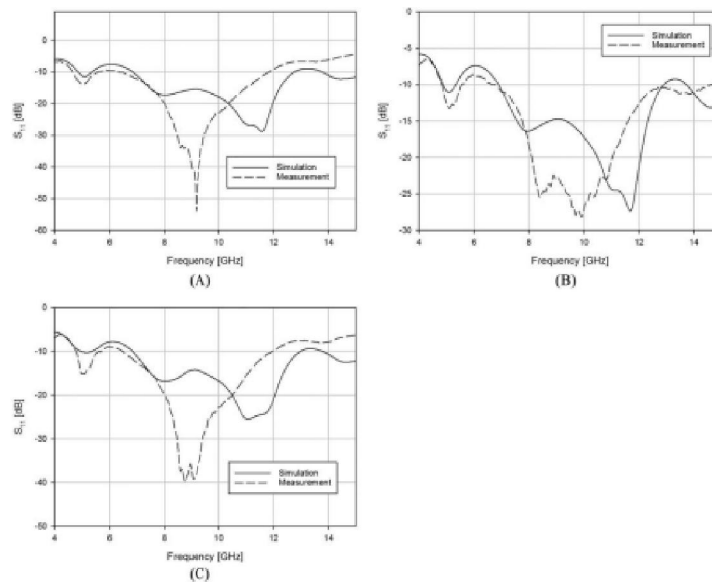 0
-10
-20
-30
-40
-50
-60
S11 [dB]
Simulation
Measurement
4 6 8 10 12 14
Frequency [GHz]
(A)
0
-5
-10
-15
-20
-25
-30
S11 [dB]
Simulation
Measurement
4 6 8 10 12 14
Frequency [GHz]
(B)
0
-10
-20
-30
-40
-50
S11 [dB]
Simulation
Measurement
4 6 8 10 12 14
Frequency [GHz]
(C)